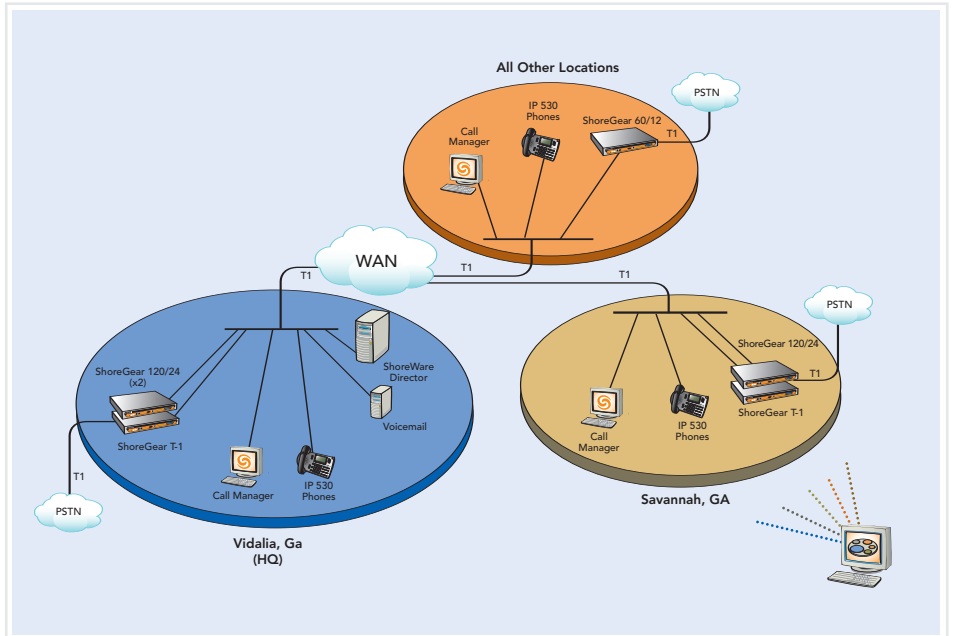 All Other Locations
PSTN
IP 530
Phones
ShoreGear 60/12
Call
Manager
T1
WAN
T1
T1
T1
PSTN
ShoreWare
Director
ShoreGear 120/24
(x2)
Voicemail
ShoreGear T-1
T1
Call Manager
IP 530
Phones
PSTN
Vidalia, Ga
(HQ)
ShoreGear 120/24
T1
ShoreGear T-1
IP 530
Phones
Call
Manager
Savannah, GA